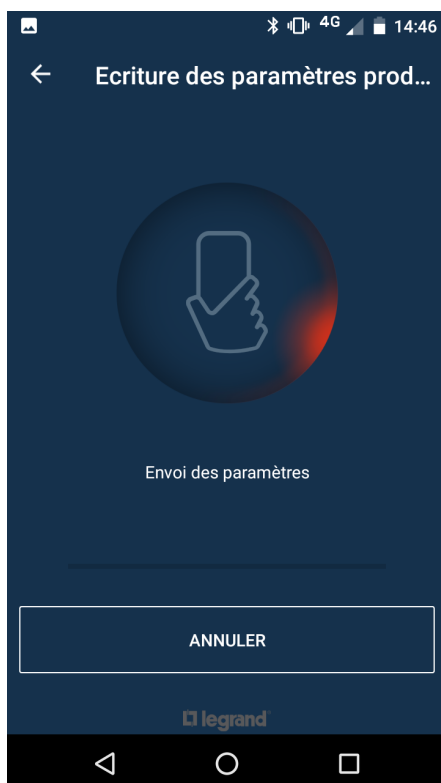 4G 14:46
Ecriture des paramètres prod...
Envoi des paramètres
ANNULER
legrand